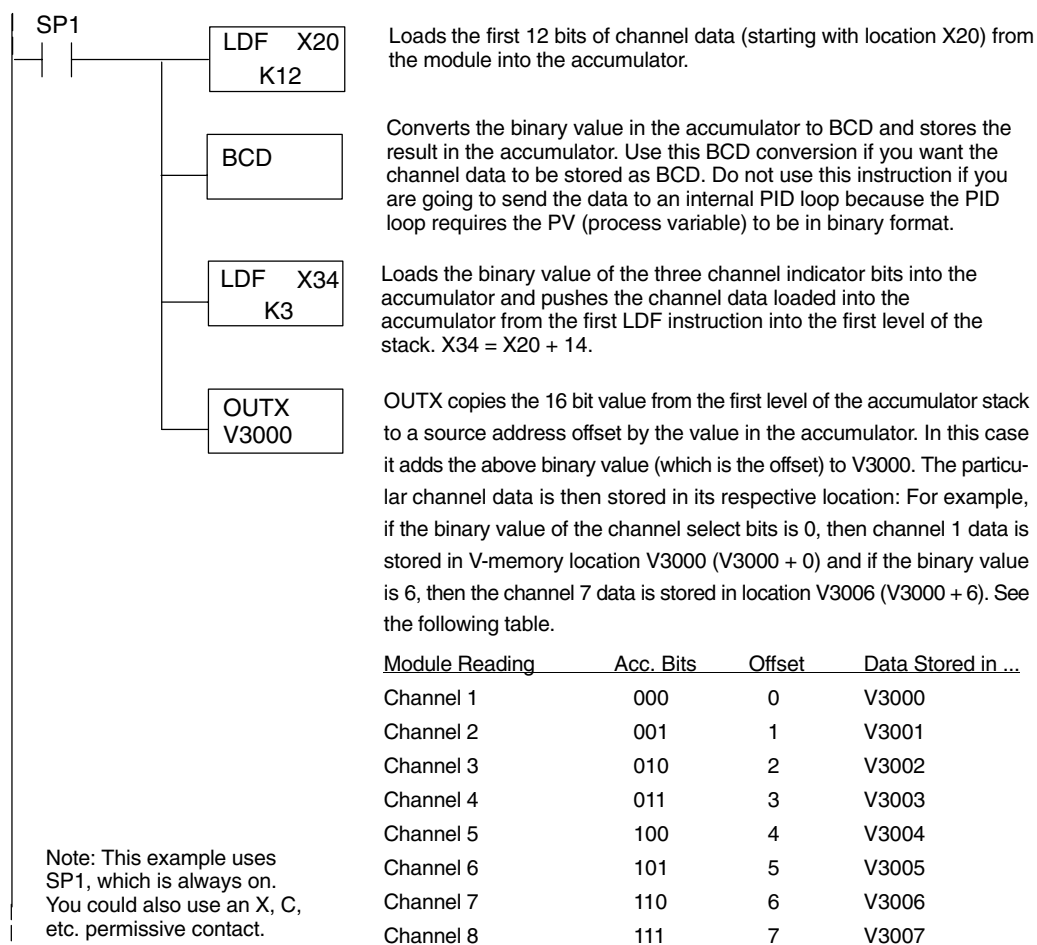 SP1
LDF X20
K12
Loads the first 12 bits of channel data (starting with location X20) from
the module into the accumulator.
BCD
Converts the binary value in the accumulator to BCD and stores the
result in the accumulator. Use this BCD conversion if you want the
channel data to be stored as BCD. Do not use this instruction if you
are going to send the data to an internal PID loop because the PID
loop requires the PV (process variable) to be in binary format.
LDF X34
K3
Loads the binary value of the three channel indicator bits into the
accumulator and pushes the channel data loaded into the
accumulator from the first LDF instruction into the first level of the
stack. X34 = X20 + 14.
OUTX
V3000
OUTX copies the 16 bit value from the first level of the accumulator stack
to a source address offset by the value in the accumulator. In this case
it adds the above binary value (which is the offset) to V3000. The particu-
lar channel data is then stored in its respective location: For example,
if the binary value of the channel select bits is 0, then channel 1 data is
stored in V-memory location V3000 (V3000 + 0) and if the binary value
is 6, then the channel 7 data is stored in location V3006 (V3000 + 6). See
the following table.
Module Reading Acc. Bits Offset Data Stored in ...
Channel 1 000 0 V3000
Channel 2 001 1 V3001
Channel 3 010 2 V3002
Channel 4 011 3 V3003
Channel 5 100 4 V3004
Channel 6 101 5 V3005
Channel 7 110 6 V3006
Channel 8 111 7 V3007
Note: This example uses
SP1, which is always on.
You could also use an X, C,
etc. permissive contact.